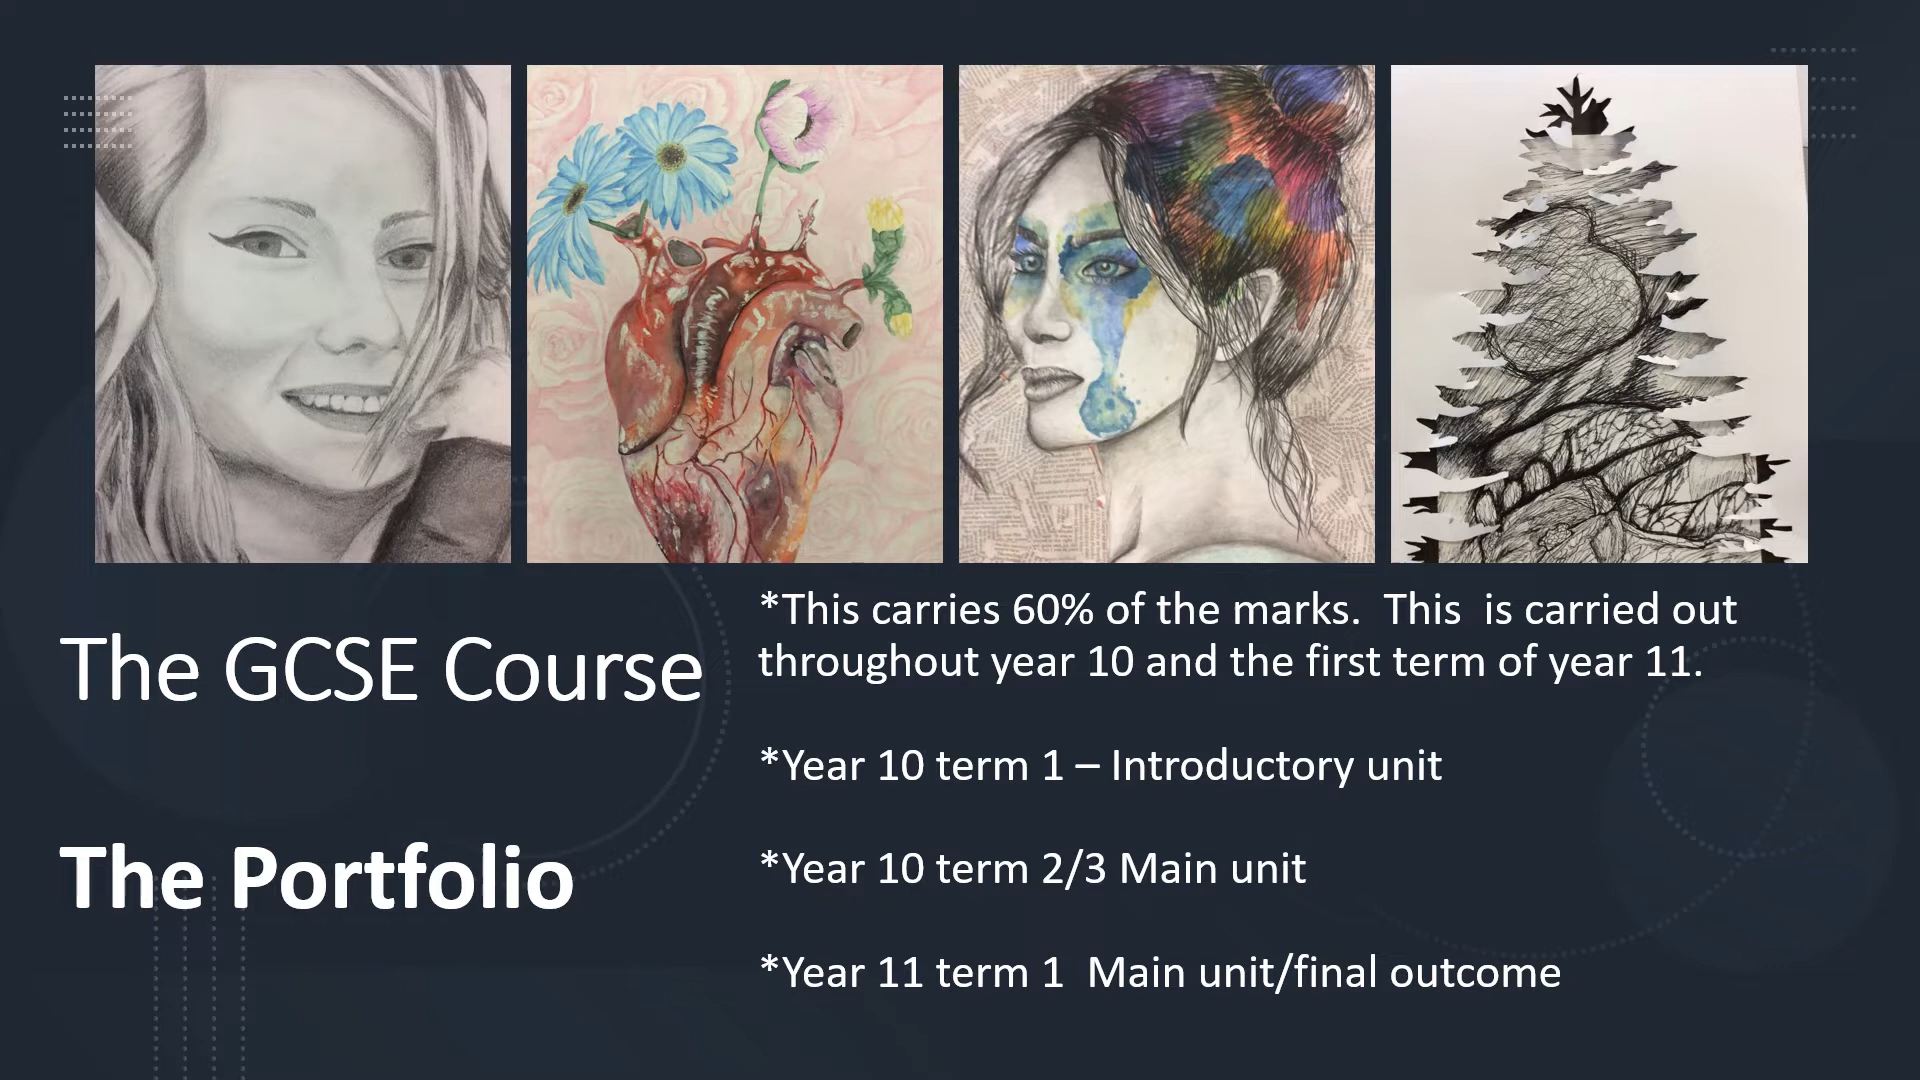 The GCSE Course
The Portfolio
*This carries 60% of the marks.  This  is carried out
throughout year 10 and the first term of year 11.
*Year 10 term 1 – Introductory unit
*Year 10 term 2/3 Main unit
*Year 11 term 1  Main unit/final outcome